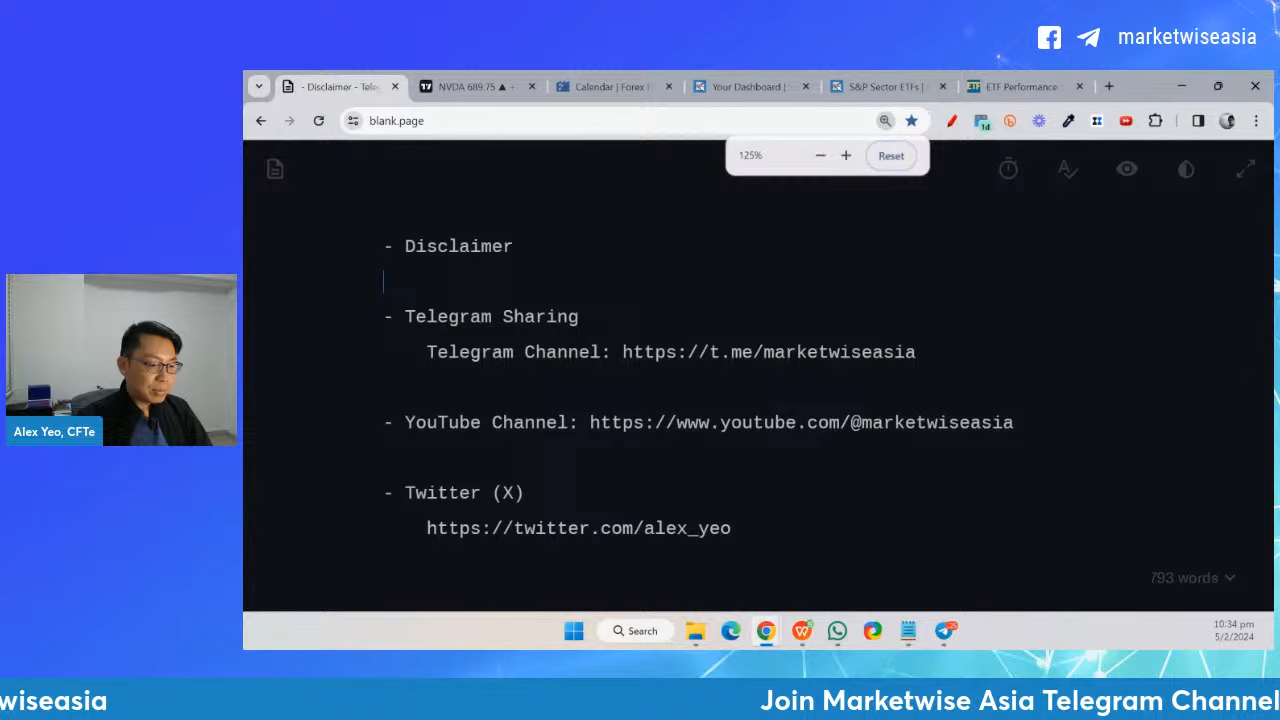 marketwiseasia
- Disclaimer - Tele
NVDA 689.75 ▲ +
Calendar | Forex
Your Dashboard |
S&P Sector ETFs |
ETF Performance
blank.page
1d
125%
Reset
- Disclaimer
- Telegram Sharing
Telegram Channel: https://t.me/marketwiseasia
- YouTube Channel: https://www.youtube.com/@marketwiseasia
- Twitter (X)
https://twitter.com/alex_yeo
793 words
Alex Yeo, CFTe
Search
10:34 pm
5/2/2024
wiseasia
Join Marketwise Asia Telegram Channel